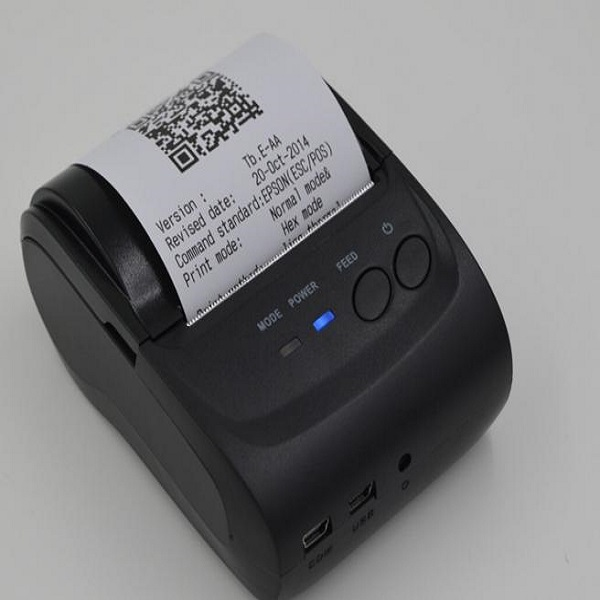 Version : Tb.E-AA
Revised date: 20-Oct-2014
Command standard:EPSON(ESC/POS)
Print mode: Normal mode&
Hex mode
MODE POWER FEED
COM USB